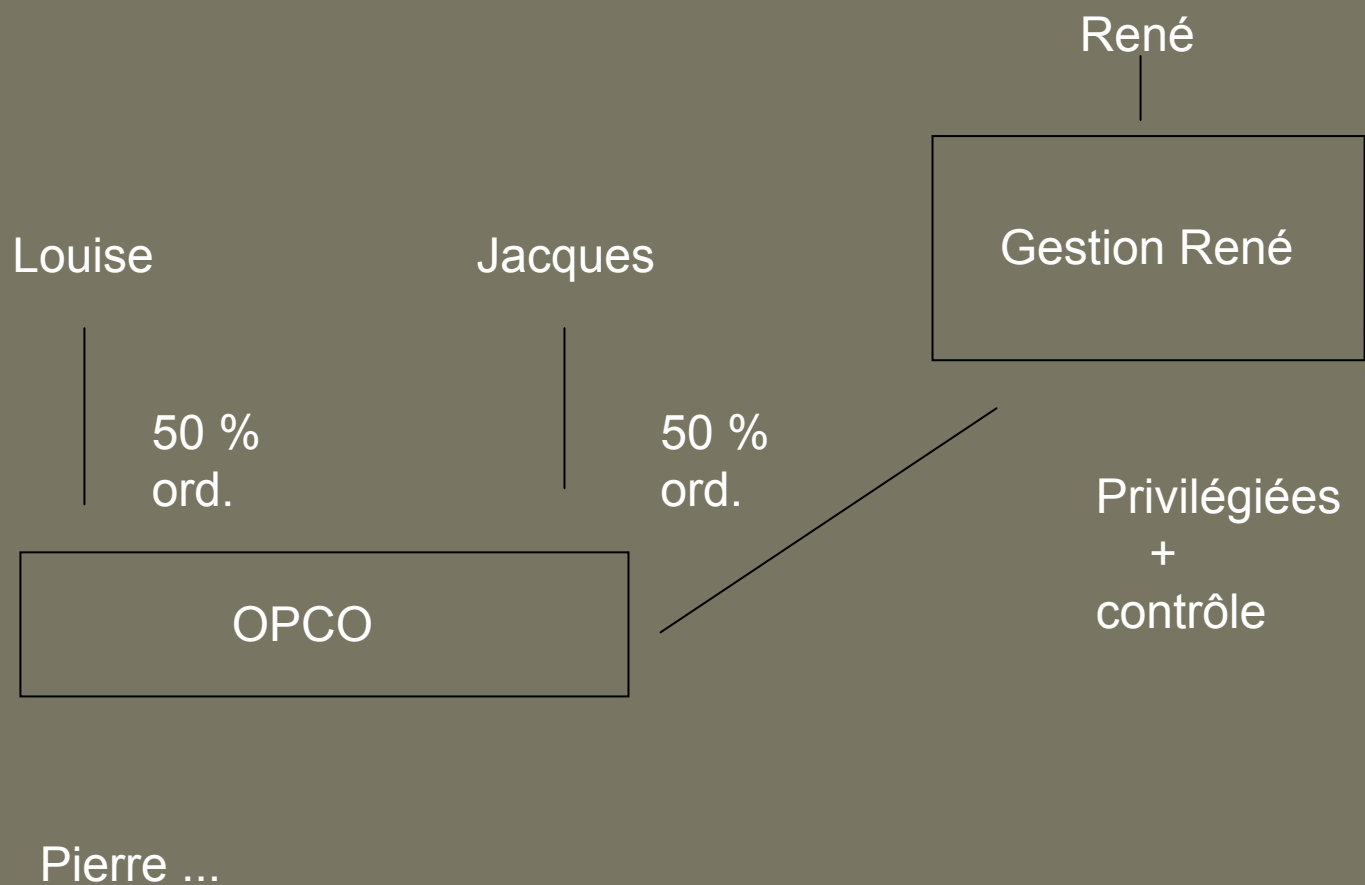 René
Gestion René
Louise
Jacques
50 %
ord.
50 %
ord.
Privilégiées
+
contrôle
OPCO
Pierre ...